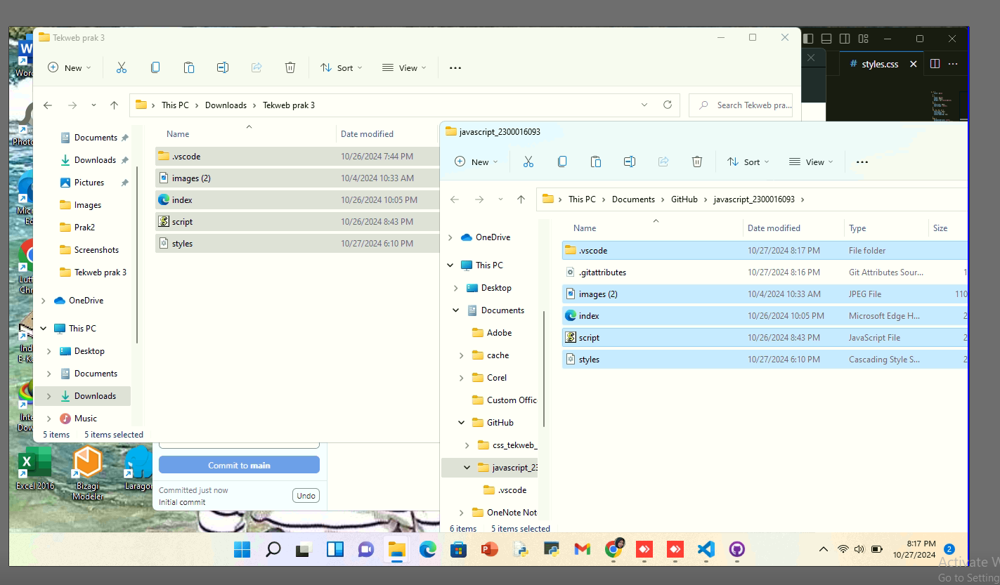 Tekweb prak 3
New
Sort
View
This PC
Downloads
Tekweb prak 3
Search Tekweb pra...
Documents
Downloads
Pictures
Images
Prak2
Screenshots
Tekweb prak 3
OneDrive
This PC
Desktop
Documents
Downloads
Music
Name
Date modified
.vscode
10/26/2024 7:44 PM
images (2)
10/4/2024 10:33 AM
index
10/26/2024 10:05 PM
script
10/26/2024 8:43 PM
styles
10/27/2024 6:10 PM
5 items
5 items selected
# styles.css
javascript_2300016093
New
Sort
View
This PC
Documents
GitHub
javascript_2300016093
OneDrive
This PC
Desktop
Documents
Adobe
cache
Corel
Custom Offic
GitHub
css_tekweb_
javascript_23
.vscode
OneNote Not
Name
Date modified
Type
Size
.vscode
10/27/2024 8:17 PM
File folder
.gitattributes
10/27/2024 8:16 PM
Git Attributes Sour...
1
images (2)
10/4/2024 10:33 AM
JPEG File
110
index
10/26/2024 10:05 PM
Microsoft Edge H...
2
script
10/26/2024 8:43 PM
JavaScript File
2
styles
10/27/2024 6:10 PM
Cascading Style S...
2
6 items
5 items selected
Commit to main
Committed just now
Initial commit
Undo
Excel 2016
Bizagi
Modeler
Laragon
8:17 PM
10/27/2024
2
Activate W
Go to Setting